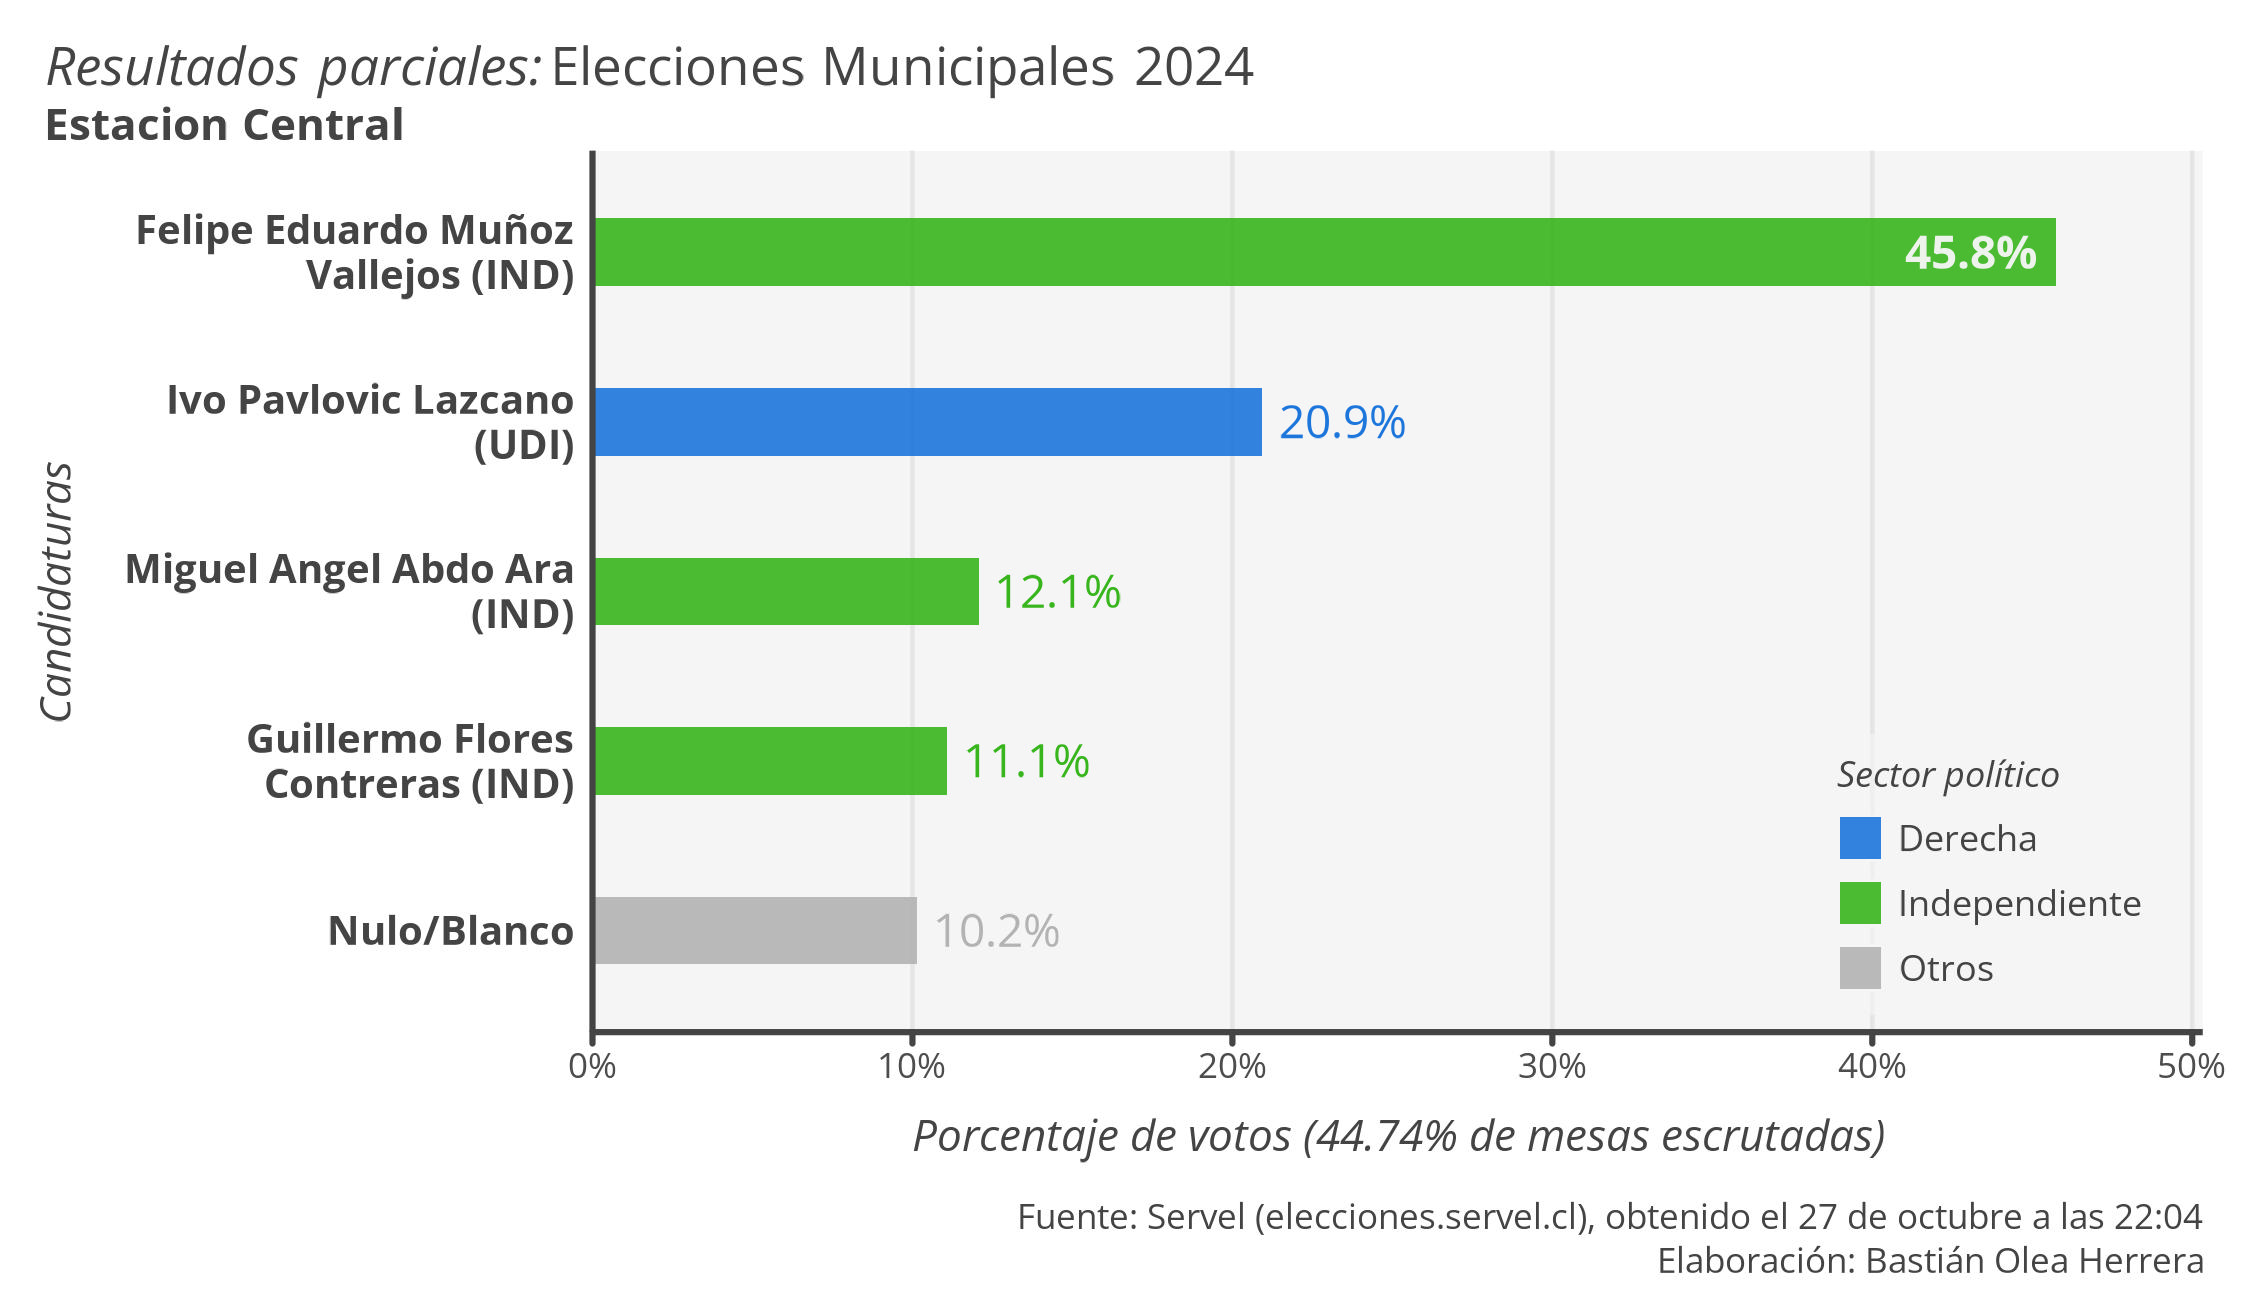 Resultados parciales: Elecciones Municipales 2024
Estacion Central
Candidaturas
Felipe Eduardo Muñoz
Vallejos (IND)
45.8%
Ivo Pavlovic Lazcano
(UDI)
20.9%
Miguel Angel Abdo Ara
(IND)
12.1%
Guillermo Flores
Contreras (IND)
11.1%
Nulo/Blanco
10.2%
Sector político
Derecha
Independiente
Otros
0% 10% 20% 30% 40% 50%
Porcentaje de votos (44.74% de mesas escrutadas)
Fuente: Servel (elecciones.servel.cl), obtenido el 27 de octubre a las 22:04
Elaboración: Bastián Olea Herrera